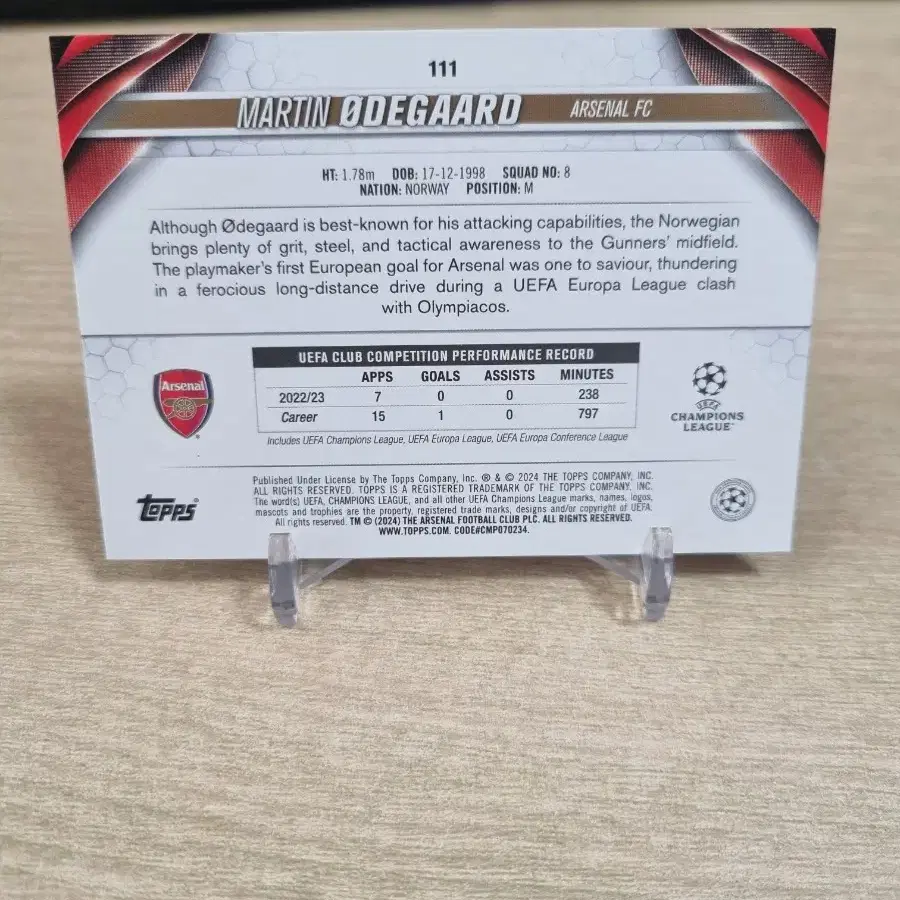 111
MARTIN ØDEGAARD ARSENAL FC
HT: 1.78m DOB: 17-12-1998 SQUAD NO: 8
NATION: NORWAY POSITION: M
Although Ødegaard is best-known for his attacking capabilities, the Norwegian
brings plenty of grit, steel, and tactical awareness to the Gunners' midfield.
The playmaker's first European goal for Arsenal was one to saviour, thundering
in a ferocious long-distance drive during a UEFA Europa League clash
with Olympiacos.
UEFA CLUB COMPETITION PERFORMANCE RECORD
APPS GOALS ASSISTS MINUTES
2022/23 7 0 0 238
Career 15 1 0 797
Includes UEFA Champions League, UEFA Europa League, UEFA Europa Conference League
Arsenal
UEFA
CHAMPIONS
LEAGUE
Topps
Published Under License by The Topps Company, Inc. ® & © 2024 THE TOPPS COMPANY, INC.
ALL RIGHTS RESERVED. TOPPS IS A REGISTERED TRADEMARK OF THE TOPPS COMPANY, INC.
The word(s) UEFA, CHAMPIONS LEAGUE, and all other UEFA Champions League marks, names, logos,
mascots and trophies are the property, registered trade marks, designs and/or copyright of UEFA.
All rights reserved. TM © (2024) THE ARSENAL FOOTBALL CLUB PLC. ALL RIGHTS RESERVED.
WWW.TOPPS.COM. CODE#CMP070234.